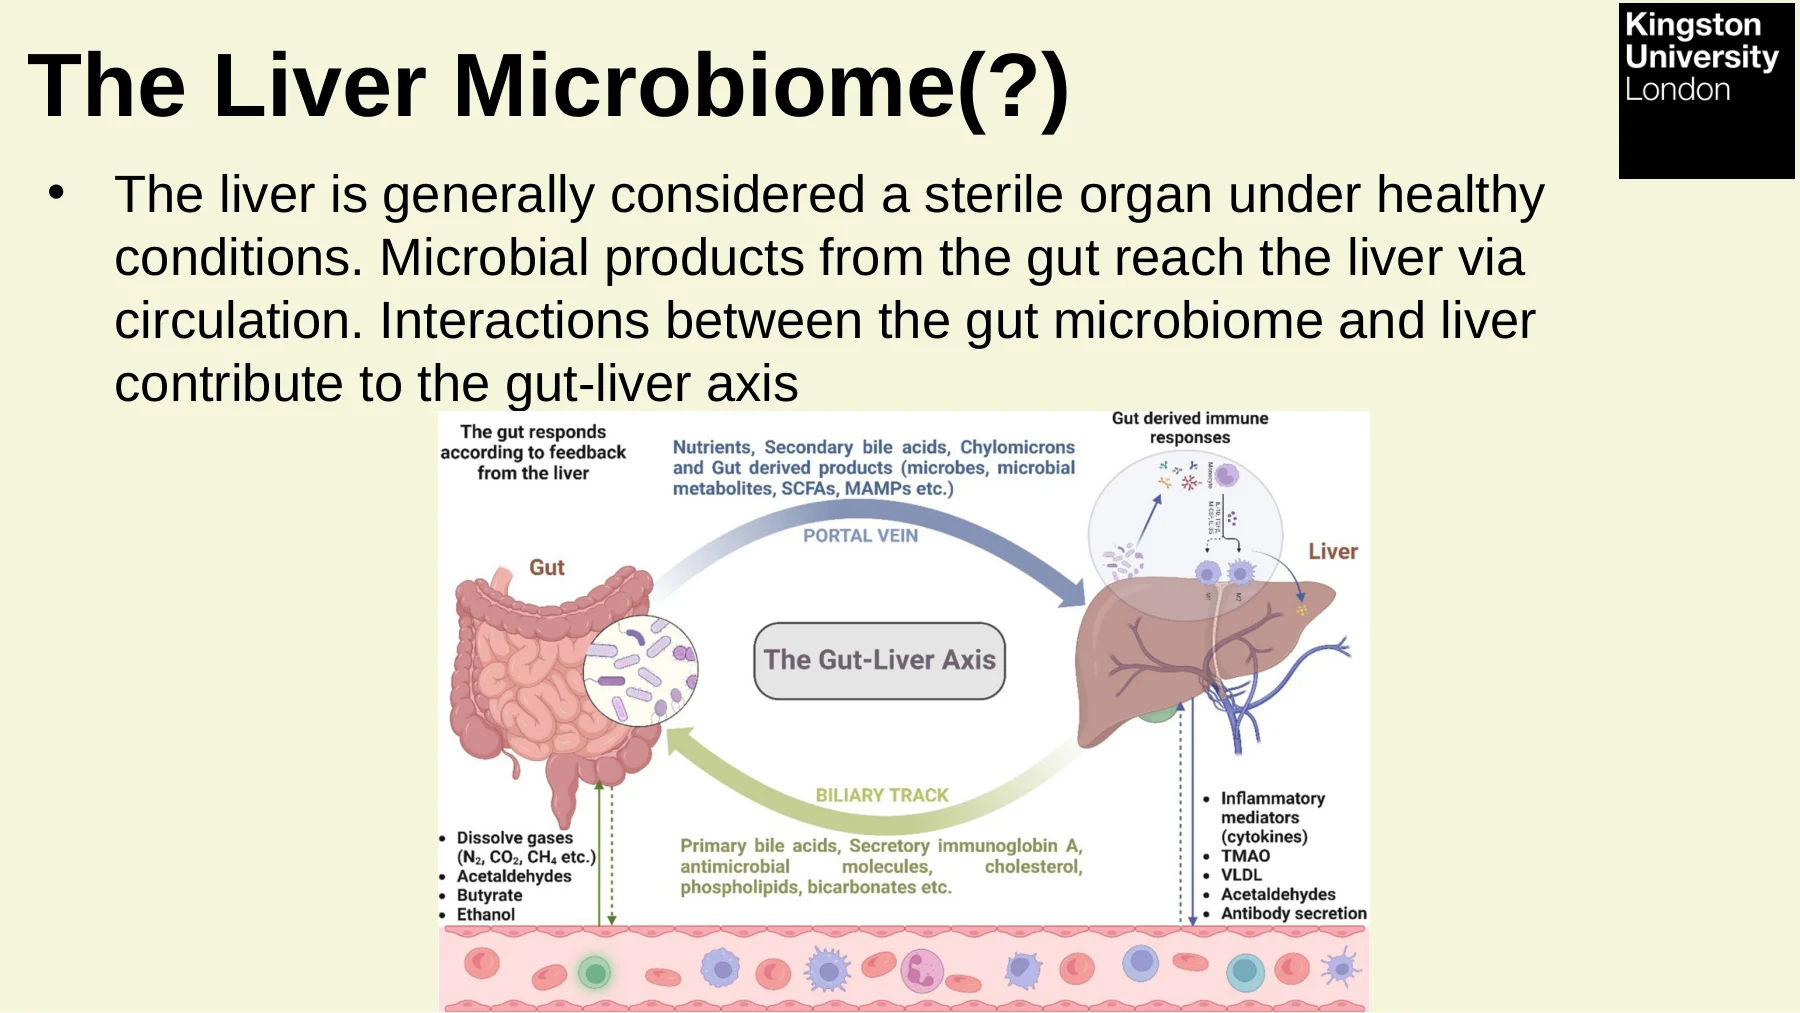 The Liver Microbiome(?)
Kingston
University
London
• The liver is generally considered a sterile organ under healthy
conditions. Microbial products from the gut reach the liver via
circulation. Interactions between the gut microbiome and liver
contribute to the gut-liver axis
The gut responds
according to feedback
from the liver
Nutrients, Secondary bile acids, Chylomicrons
and Gut derived products (microbes, microbial
metabolites, SCFAs, MAMPs etc.)
PORTAL VEIN
Gut derived immune
responses
Monocyte
Liver
Gut
M1
M2
The Gut-Liver Axis
BILIARY TRACK
Primary bile acids, Secretory immunoglobin A,
antimicrobial molecules, cholesterol,
phospholipids, bicarbonates etc.
• Dissolve gases
(N₂, CO₂, CH₄ etc.)
• Acetaldehydes
• Butyrate
• Ethanol
• Inflammatory
mediators
(cytokines)
• TMAO
• VLDL
• Acetaldehydes
• Antibody secretion